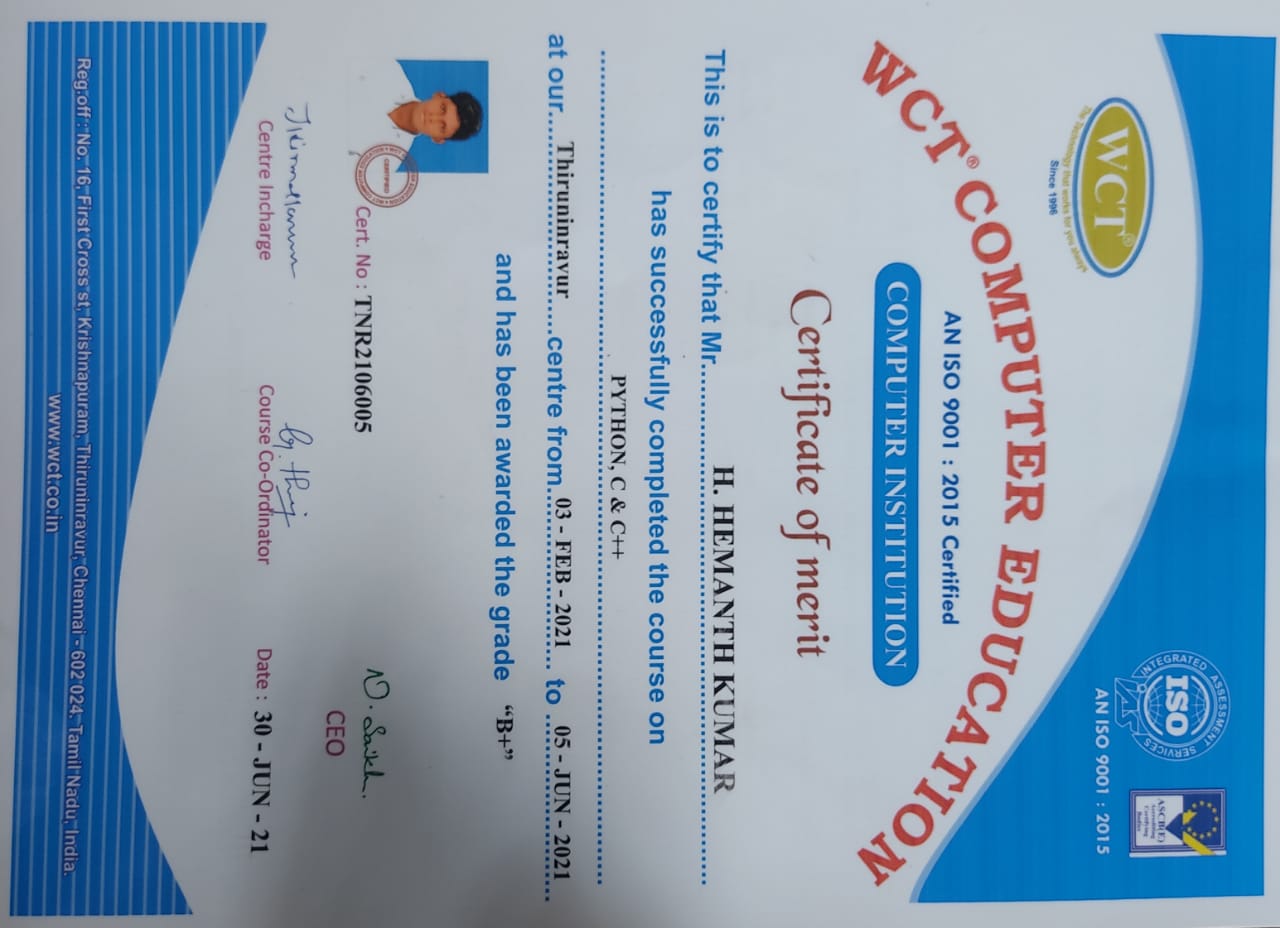 INTEGRATED ASSESSMENT SERVICES
ISO
IAS
ASCB(E)
Accrediting
Certifying
Bodies
AN ISO 9001 : 2015
WCT®
The Technology that works for you always
Since 1996
WCT® COMPUTER EDUCATION
AN ISO 9001 : 2015 Certified
COMPUTER INSTITUTION
Certificate of merit
This is to certify that Mr. H. HEMANTH KUMAR
has successfully completed the course on
PYTHON, C & C++
at our Thiruninravur centre from 03 - FEB - 2021 to 05 - JUN - 2021
and has been awarded the grade “B+”
CERTIFIED
Cert. No : TNR2106005
CEO
Centre Incharge
Course Co-Ordinator
Date : 30 - JUN - 21
Reg.off : No. 16, First Cross st, Krishnapuram, Thiruninravur, Chennai - 602 024. Tamil Nadu, India.
www.wct.co.in